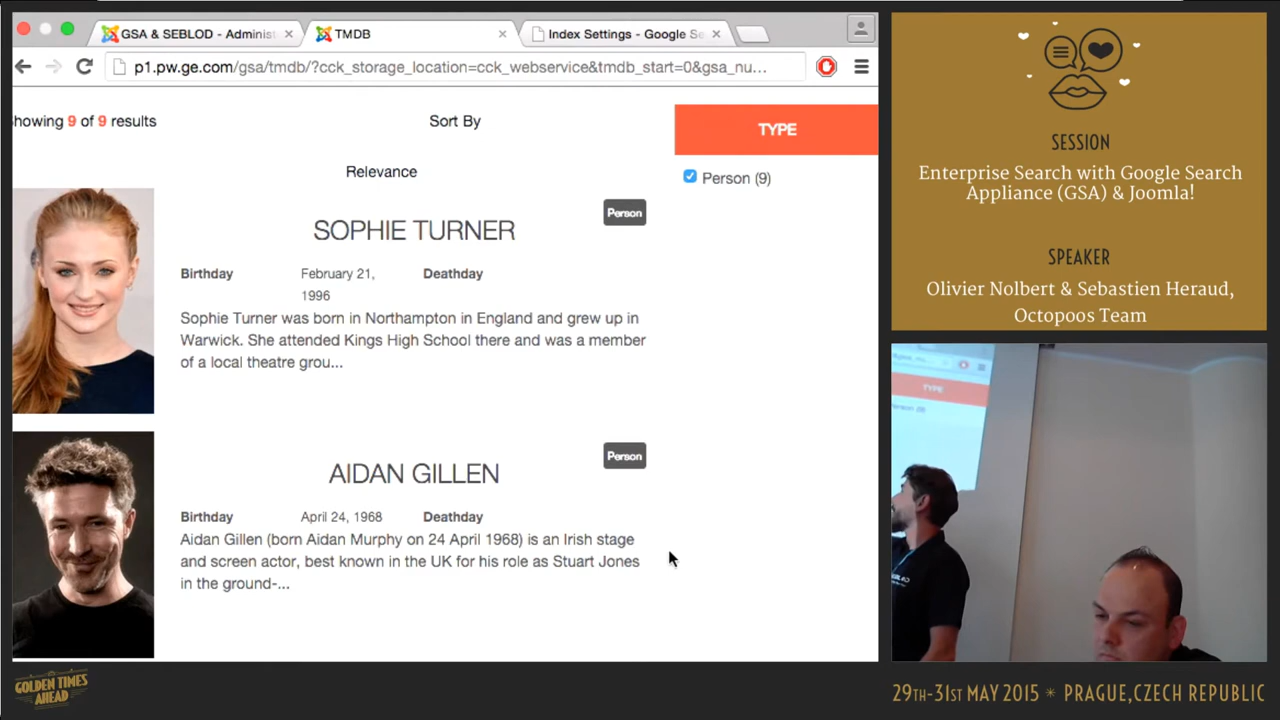 GSA & SEBLOD - Administ
TMDB
Index Settings - Google Se
p1.pw.ge.com/gsa/tmdb/?cck_storage_location=cck_webservice&tmdb_start=0&gsa_nu...
howing 9 of 9 results
Sort By
Relevance
TYPE
Person (9)
SOPHIE TURNER
Person
Birthday
February 21,
1996
Deathday
Sophie Turner was born in Northampton in England and grew up in
Warwick. She attended Kings High School there and was a member
of a local theatre grou...
AIDAN GILLEN
Person
Birthday
April 24, 1968
Deathday
Aidan Gillen (born Aidan Murphy on 24 April 1968) is an Irish stage
and screen actor, best known in the UK for his role as Stuart Jones
in the ground-...
SESSION
Enterprise Search with Google Search
Appliance (GSA) & Joomla!
SPEAKER
Olivier Nolbert & Sebastien Heraud,
Octopoos Team
TYPE
GOLDEN TIMES
AHEAD
29TH-31ST MAY 2015 * PRAGUE,CZECH REPUBLIC